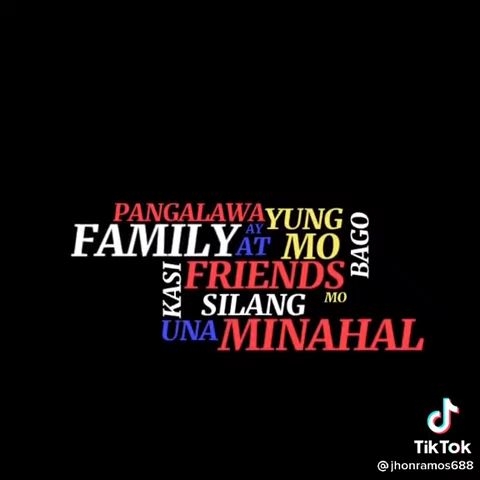 PANGALAWA AY YUNG
FAMILY AT MO BAGO
KASI FRIENDS
SILANG MO
UNA MINAHAL
TikTok
@jhonramos688